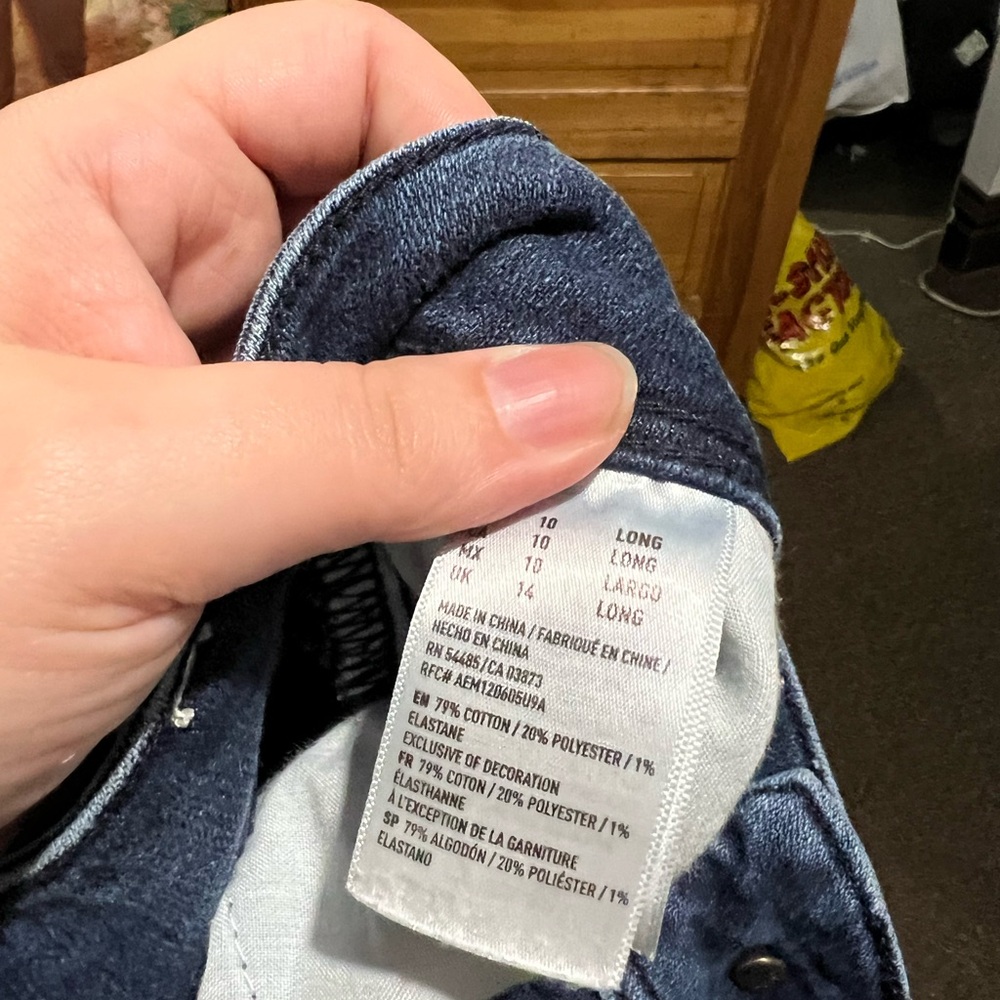 10 LONG
CA 10 LONG
MX 10 LARGO
UK 14 LONG
MADE IN CHINA / FABRIQUÉ EN CHINE /
HECHO EN CHINA
RN 54485/CA 03873
RFC# AEM120605U9A
EN 79% COTTON / 20% POLYESTER / 1%
ELASTANE
EXCLUSIVE OF DECORATION
FR 79% COTON / 20% POLYESTER / 1%
ÉLASTHANNE
À L'EXCEPTION DE LA GARNITURE
SP 79% ALGODÓN / 20% POLIÉSTER / 1%
ELASTANO